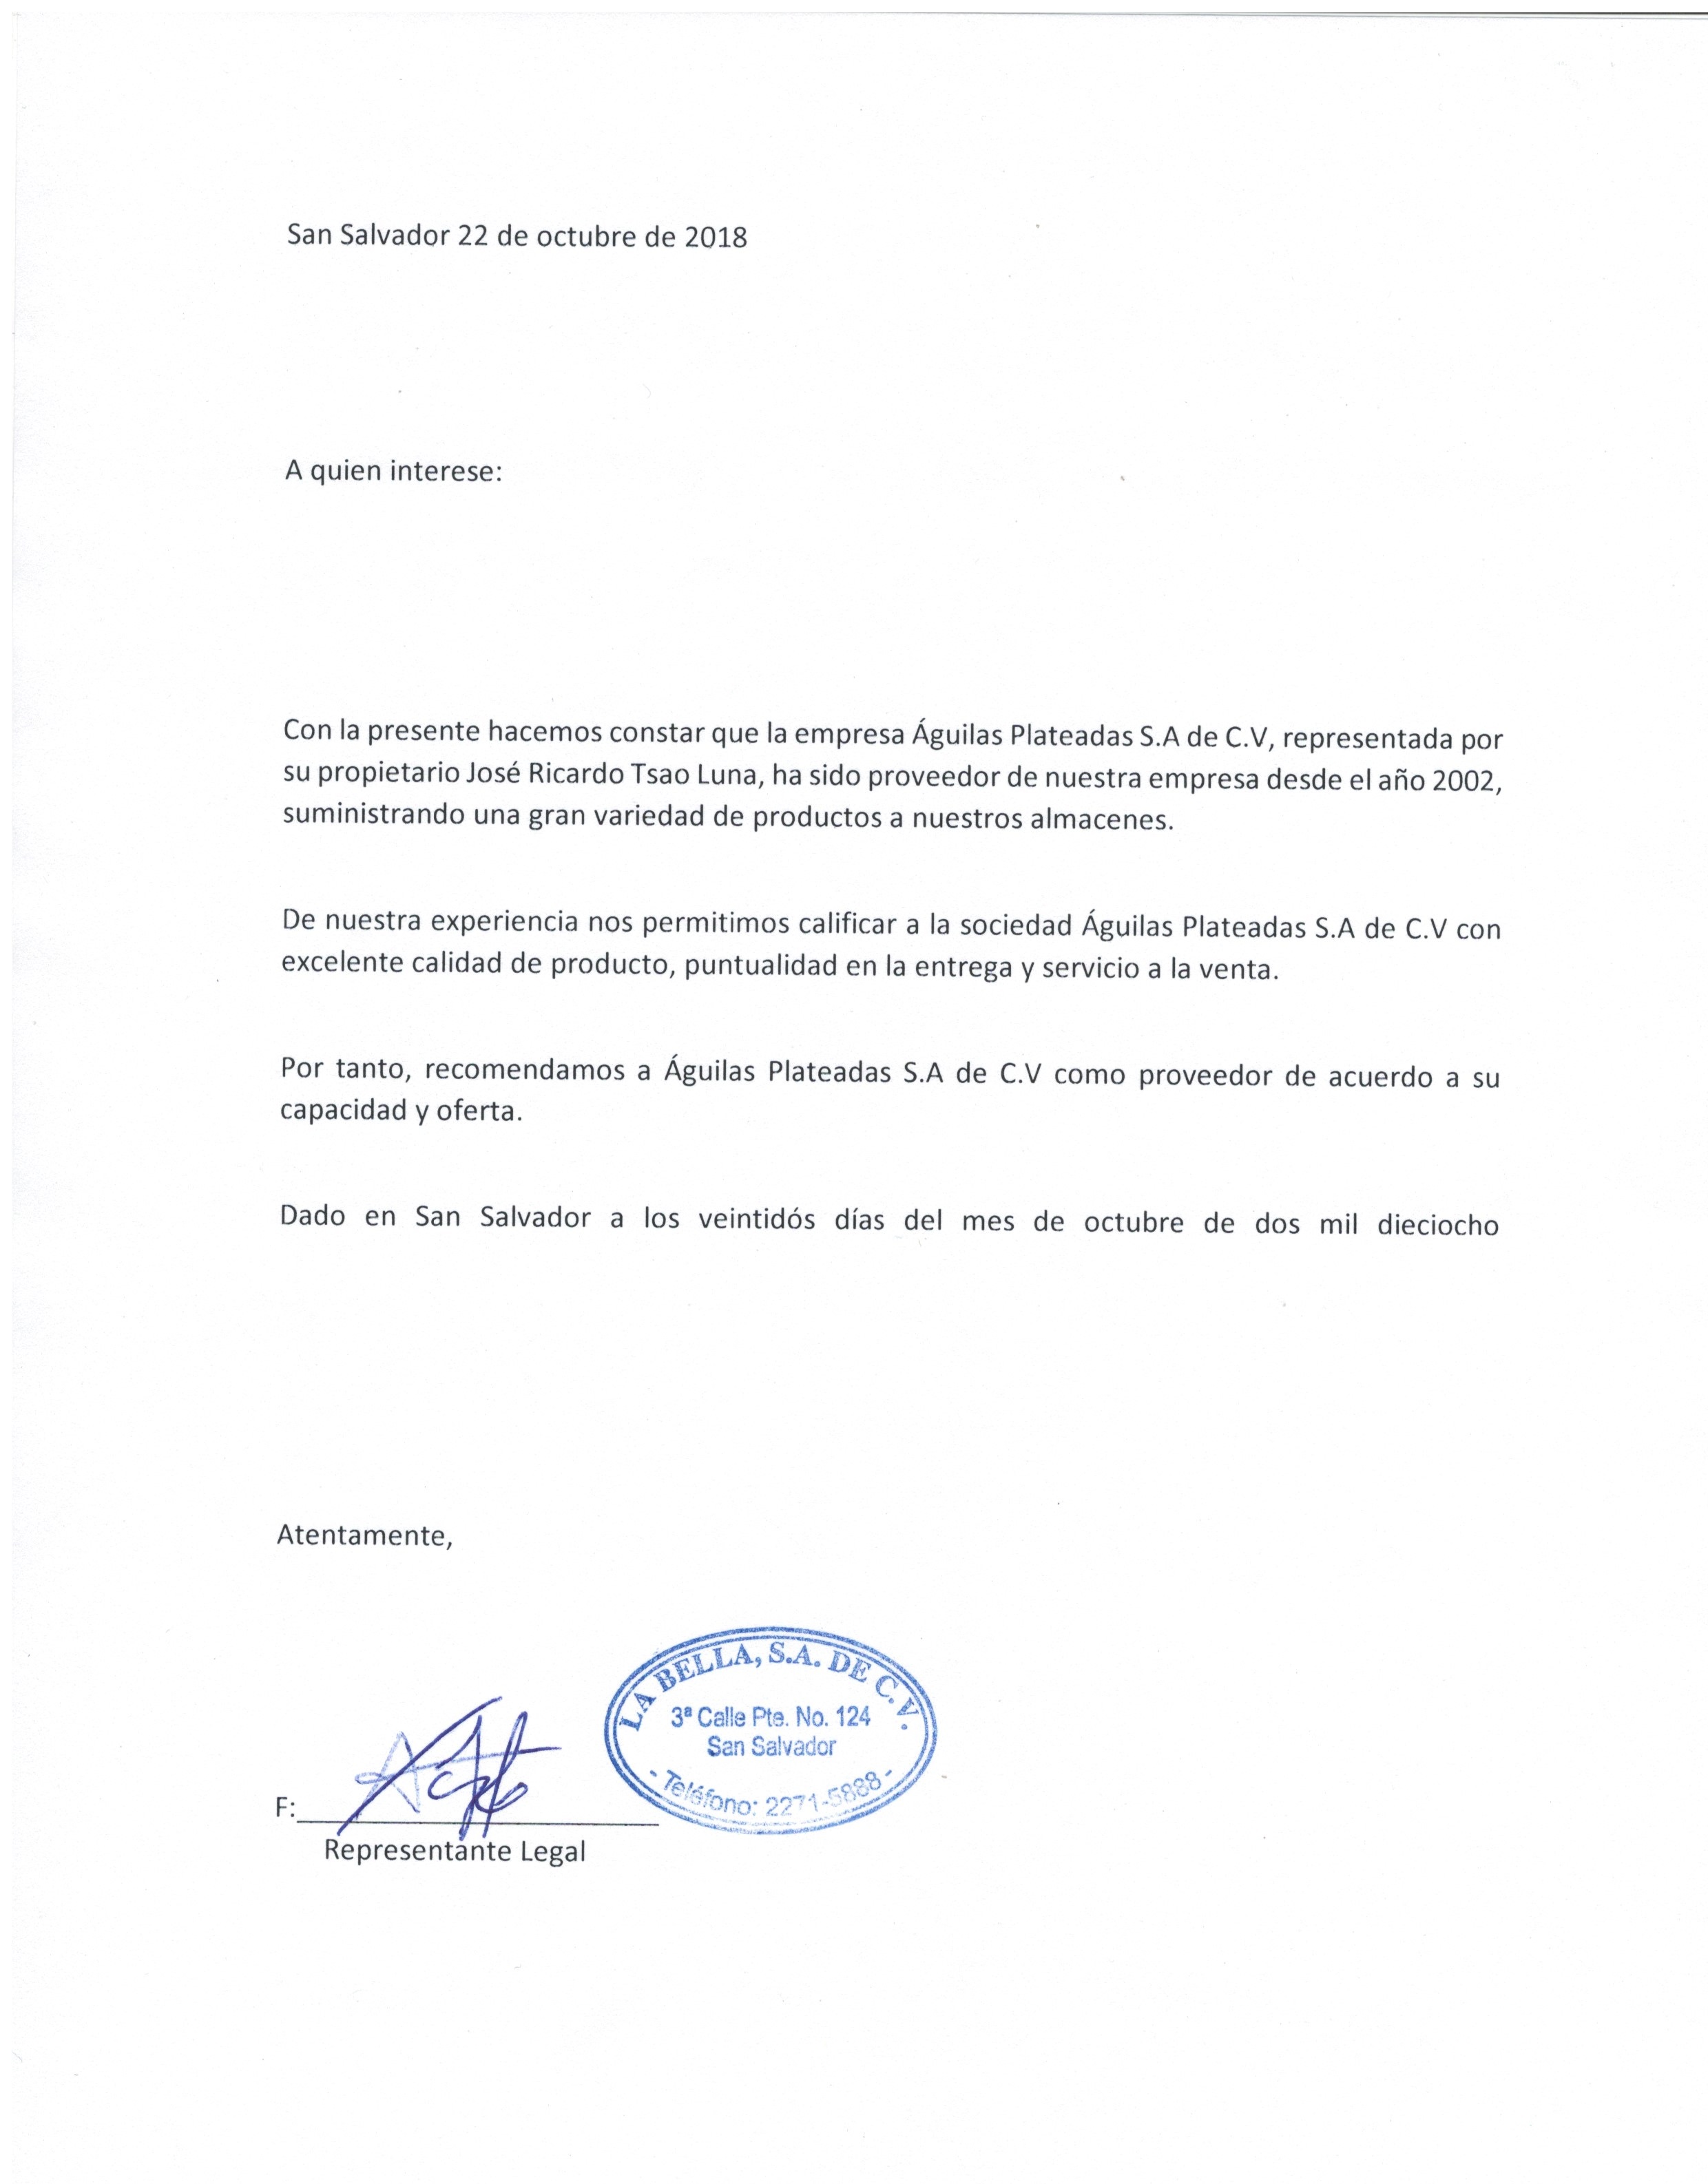 San Salvador 22 de octubre de 2018
A quien interese:
Con la presente hacemos constar que la empresa Águilas Plateadas S.A de C.V, representada por
su propietario José Ricardo Tsao Luna, ha sido proveedor de nuestra empresa desde el año 2002,
suministrando una gran variedad de productos a nuestros almacenes.
De nuestra experiencia nos permitimos calificar a la sociedad Águilas Plateadas S.A de C.V con
excelente calidad de producto, puntualidad en la entrega y servicio a la venta.
Por tanto, recomendamos a Águilas Plateadas S.A de C.V como proveedor de acuerdo a su
capacidad y oferta.
Dado en San Salvador a los veintidós días del mes de octubre de dos mil dieciocho
Atentamente,
LA BELLA, S.A. DE C.V.
3ª Calle Pte. No. 124
San Salvador
- Teléfono: 2271-5888 -
F:
Representante Legal